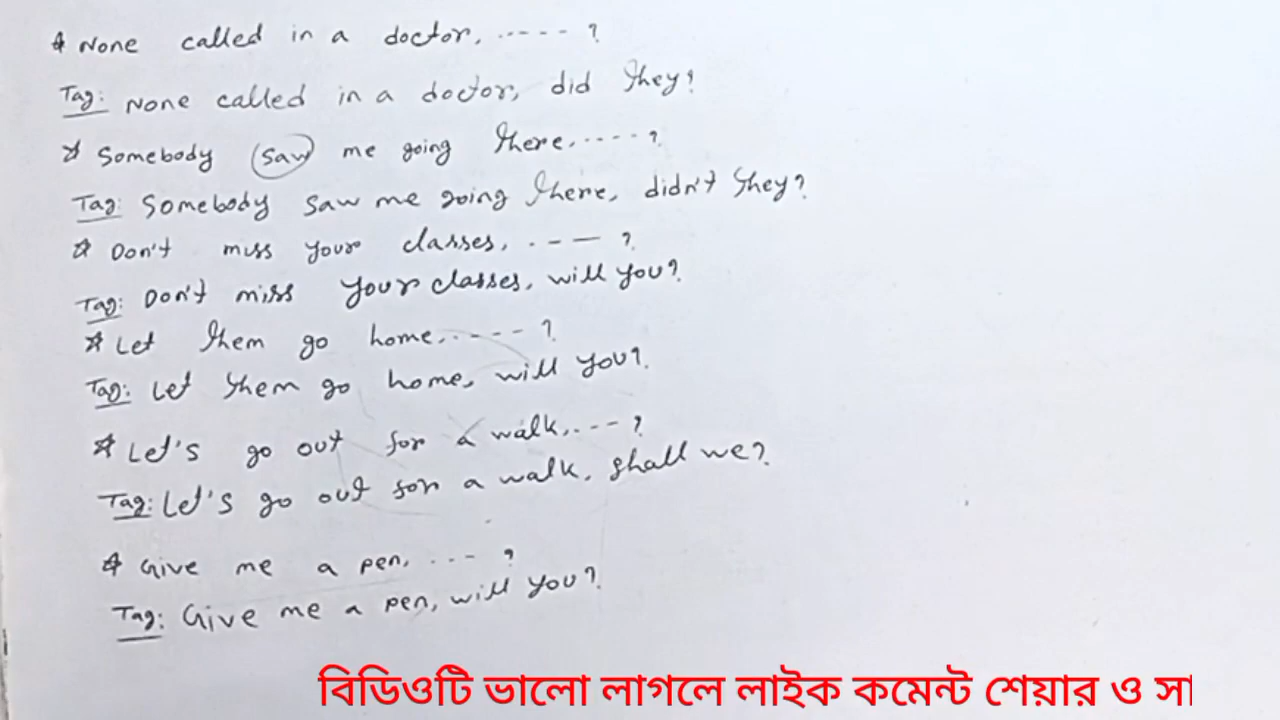 ☆ None called in a doctor, ----- ?
Tag: None called in a doctor, did they?
☆ Somebody saw me going there, ----- ?
Tag: Somebody saw me going there, didn't they?
☆ Don't miss your classes, ---- ?
Tag: Don't miss your classes, will you?
☆ Let them go home, ---- ?
Tag: Let them go home, will you?
☆ Let's go out for a walk, --- ?
Tag: Let's go out for a walk, shall we?
☆ Give me a pen, --- ?
Tag: Give me a pen, will you?
বিডিওটি ভালো লাগলে লাইক কমেন্ট শেয়ার ও সা